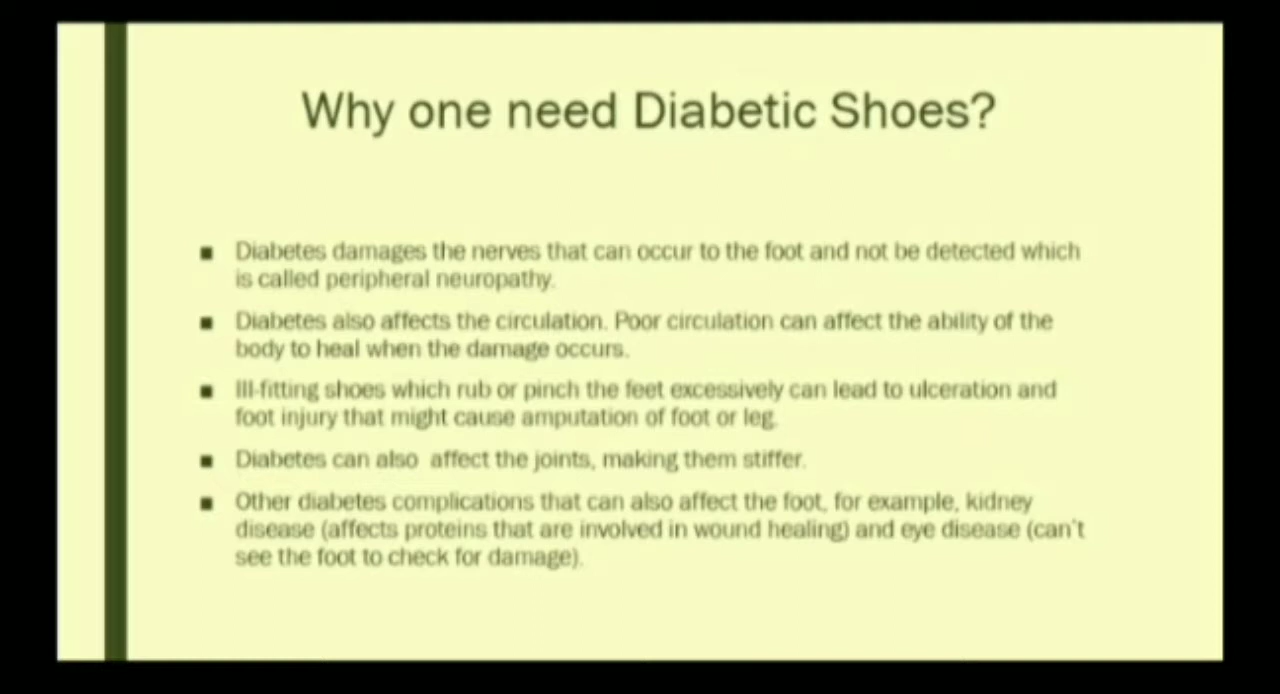 Why one need Diabetic Shoes?
■ Diabetes damages the nerves that can occur to the foot and not be detected which
is called peripheral neuropathy.
■ Diabetes also affects the circulation. Poor circulation can affect the ability of the
body to heal when the damage occurs.
■ Ill-fitting shoes which rub or pinch the feet excessively can lead to ulceration and
foot injury that might cause amputation of foot or leg.
■ Diabetes can also affect the joints, making them stiffer.
■ Other diabetes complications that can also affect the foot, for example, kidney
disease (affects proteins that are involved in wound healing) and eye disease (can't
see the foot to check for damage).